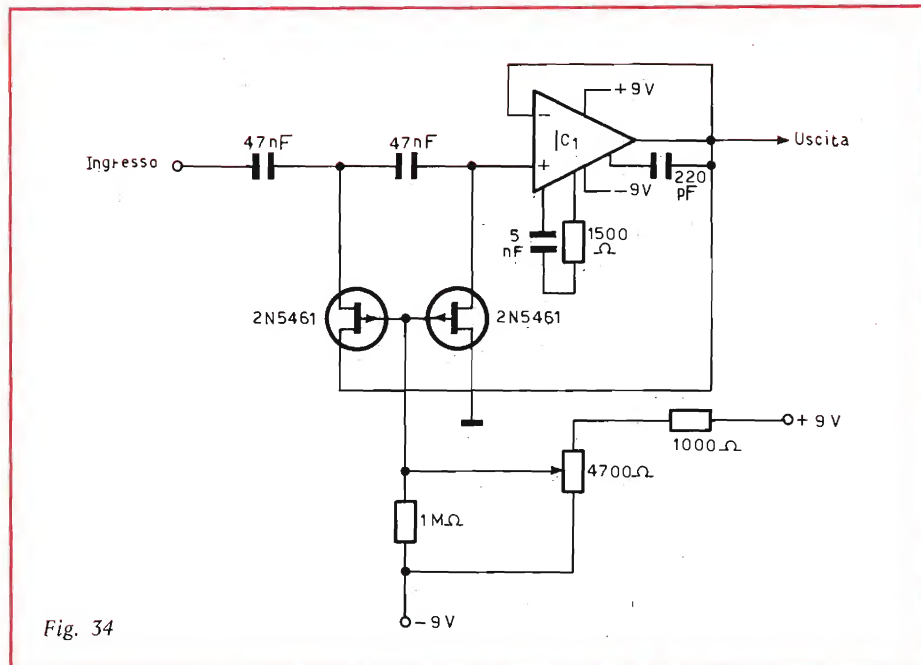 +9V
47nF
47nF
−
IC1
Ingresso
+
Uscita
−9V
220
pF
5
nF
1500
Ω
2N5461
2N5461
+9V
1000Ω
4700Ω
1MΩ
−9V
Fig. 34